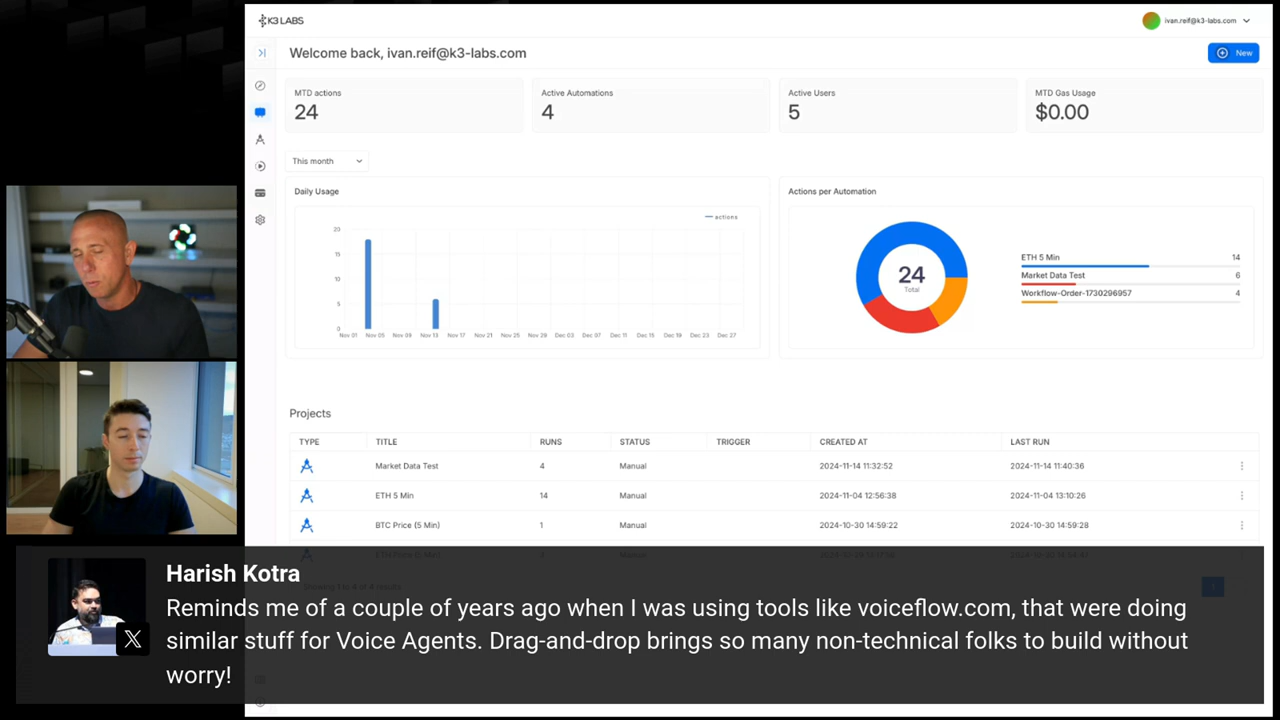 K3 LABS
ivan.reif@k3-labs.com
Welcome back, ivan.reif@k3-labs.com
New
MTD actions
24
Active Automations
4
Active Users
5
MTD Gas Usage
$0.00
This month
Daily Usage
actions
20
15
10
5
0
Nov 01 Nov 05 Nov 09 Nov 13 Nov 17 Nov 21 Nov 25 Nov 29 Dec 03 Dec 07 Dec 11 Dec 15 Dec 19 Dec 23 Dec 27
Actions per Automation
24
Total
ETH 5 Min 14
Market Data Test 6
Workflow-Order-1730296957 4
Projects
TYPE TITLE RUNS STATUS TRIGGER CREATED AT LAST RUN
Market Data Test 4 Manual 2024-11-14 11:32:52 2024-11-14 11:40:36
ETH 5 Min 14 Manual 2024-11-04 12:56:38 2024-11-04 13:10:26
BTC Price (5 Min) 1 Manual 2024-10-30 14:59:22 2024-10-30 14:59:28
Harish Kotra
Reminds me of a couple of years ago when I was using tools like voiceflow.com, that were doing
similar stuff for Voice Agents. Drag-and-drop brings so many non-technical folks to build without
worry!